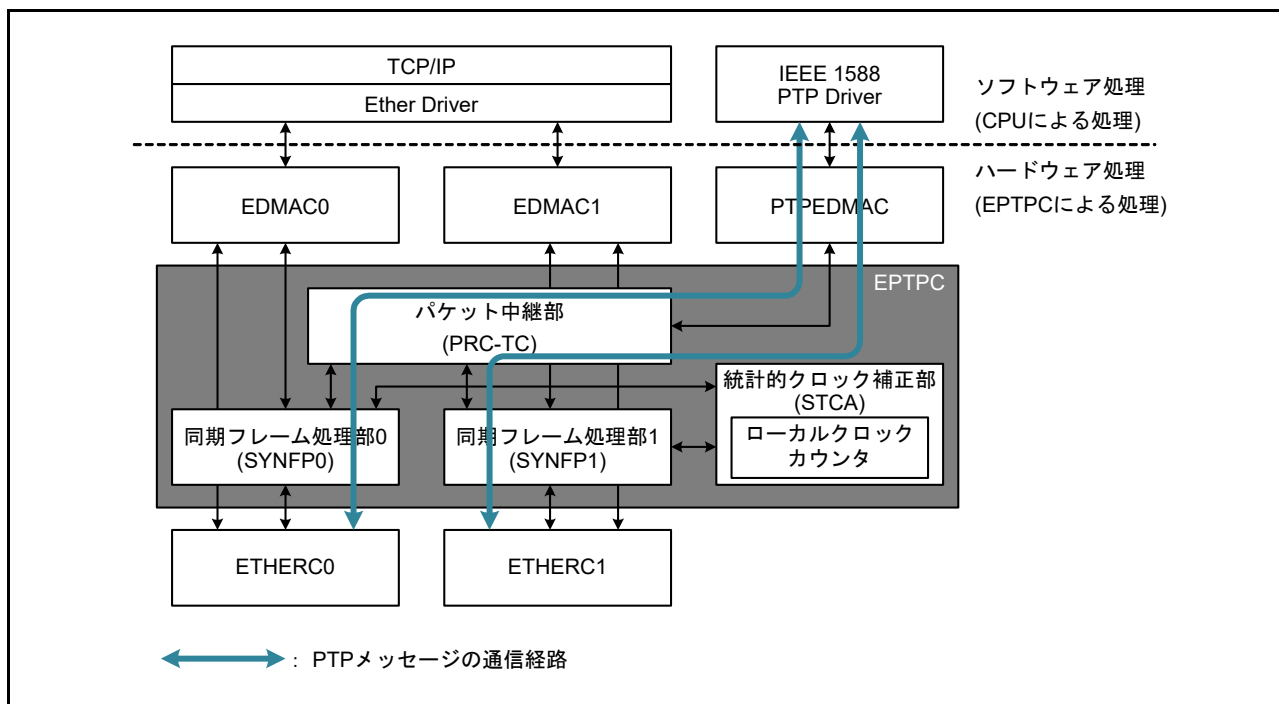 TCP/IP
Ether Driver
IEEE 1588
PTP Driver
ソフトウェア処理
(CPUによる処理)
ハードウェア処理
(EPTPCによる処理)
EDMAC0
EDMAC1
PTPEDMAC
EPTPC
パケット中継部
(PRC-TC)
統計的クロック補正部
(STCA)
ローカルクロック
カウンタ
同期フレーム処理部0
(SYNFP0)
同期フレーム処理部1
(SYNFP1)
ETHERC0
ETHERC1
: PTPメッセージの通信経路